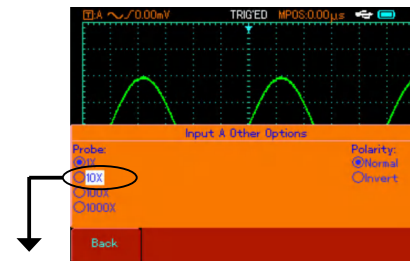 T:A 0.00mV TRIG'ED MPOS:0.00μs
Input A Other Options
Probe: Polarity:
1X Normal
10X Invert
100X
1000X
Back